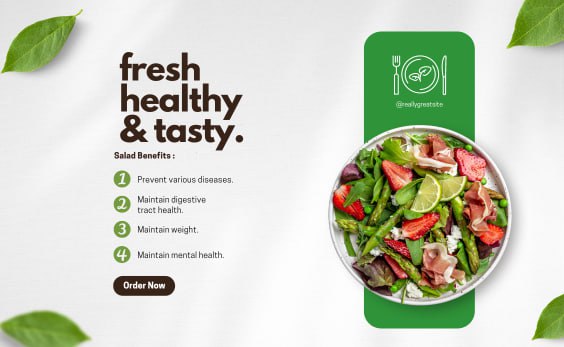 fresh
healthy
& tasty.
Salad Benefits :
1 Prevent various diseases.
2 Maintain digestive
tract health.
3 Maintain weight.
4 Maintain mental health.
Order Now
@reallygreatsite